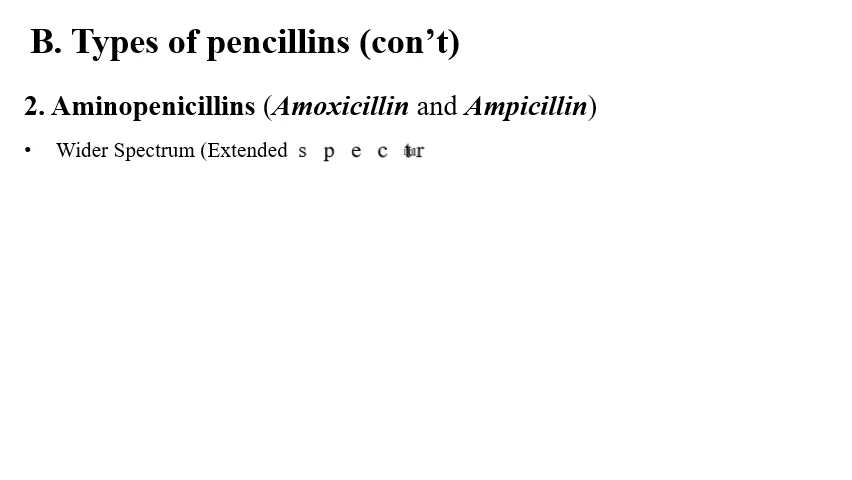 B. Types of pencillins (con’t)
2. Aminopenicillins (Amoxicillin and Ampicillin)
• Wider Spectrum (Extended